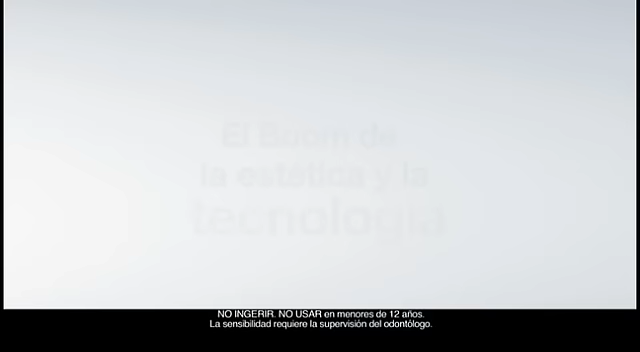 El Boom de
la estética y la
tecnología
NO INGERIR. NO USAR en menores de 12 años.
La sensibilidad requiere la supervisión del odontólogo.